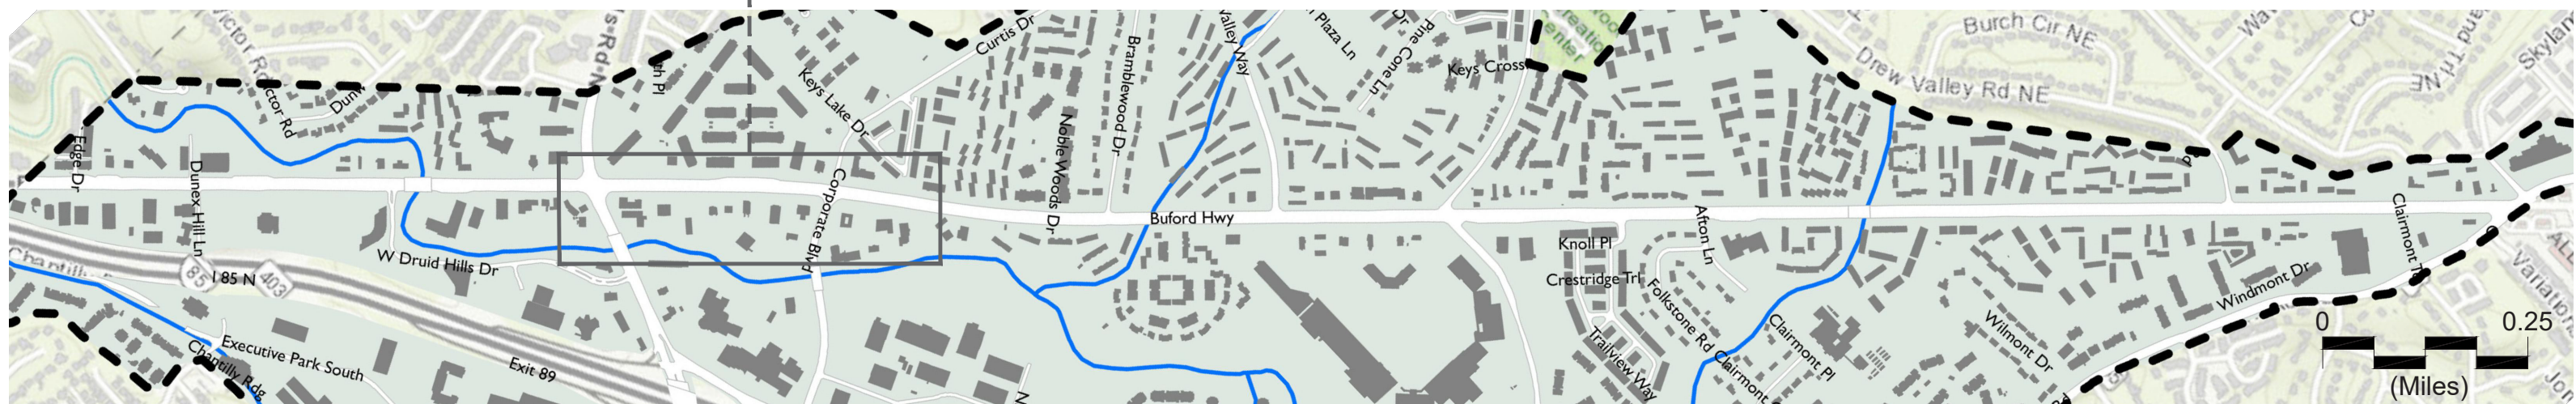 Burch Cir NE
Drew Valley Rd NE
Curtis Dr
Valley Way
Plaza Ln
Pine Cone Ln
Keys Cross
Bramblewood Dr
Noble Woods Dr
Keys Lake Dr
Edge Dr
Dunex Hill Ln
Corporate Blvd
Buford Hwy
W Druid Hills Dr
I 85 N
85
403
Executive Park South
Chantilly Rdg
Exit 89
Knoll Pl
Crestridge Trl
Afton Ln
Folkstone Rd
Trailview Way
Clairmont Pl
Clairmont
Wilmont Dr
Windmont Dr
Clairmont
0 0.25
(Miles)